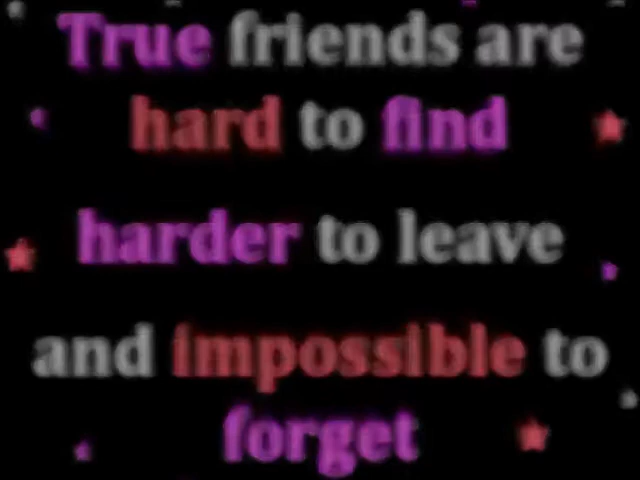 True friends are
hard to find
harder to leave
and impossible to
forget